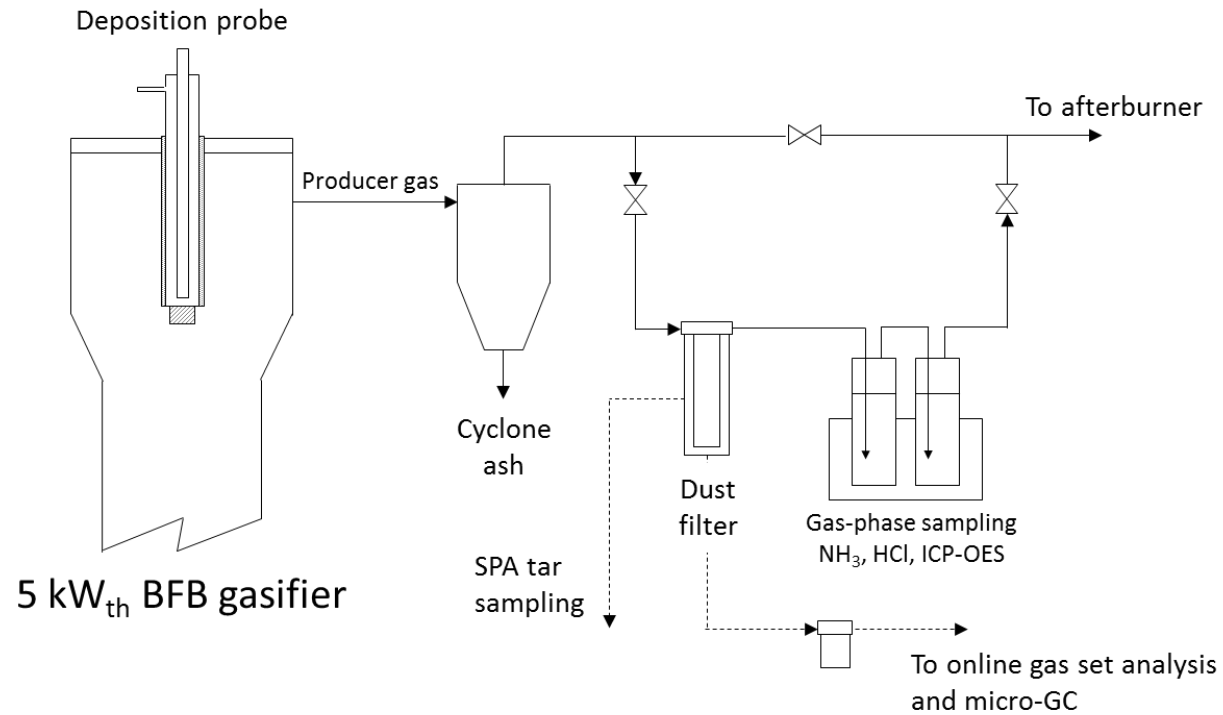 Deposition probe
To afterburner
Producer gas
Cyclone
ash
Dust
filter
Gas-phase sampling
NH₃, HCl, ICP-OES
SPA tar
sampling
5 kWₜₕ BFB gasifier
To online gas set analysis
and micro-GC